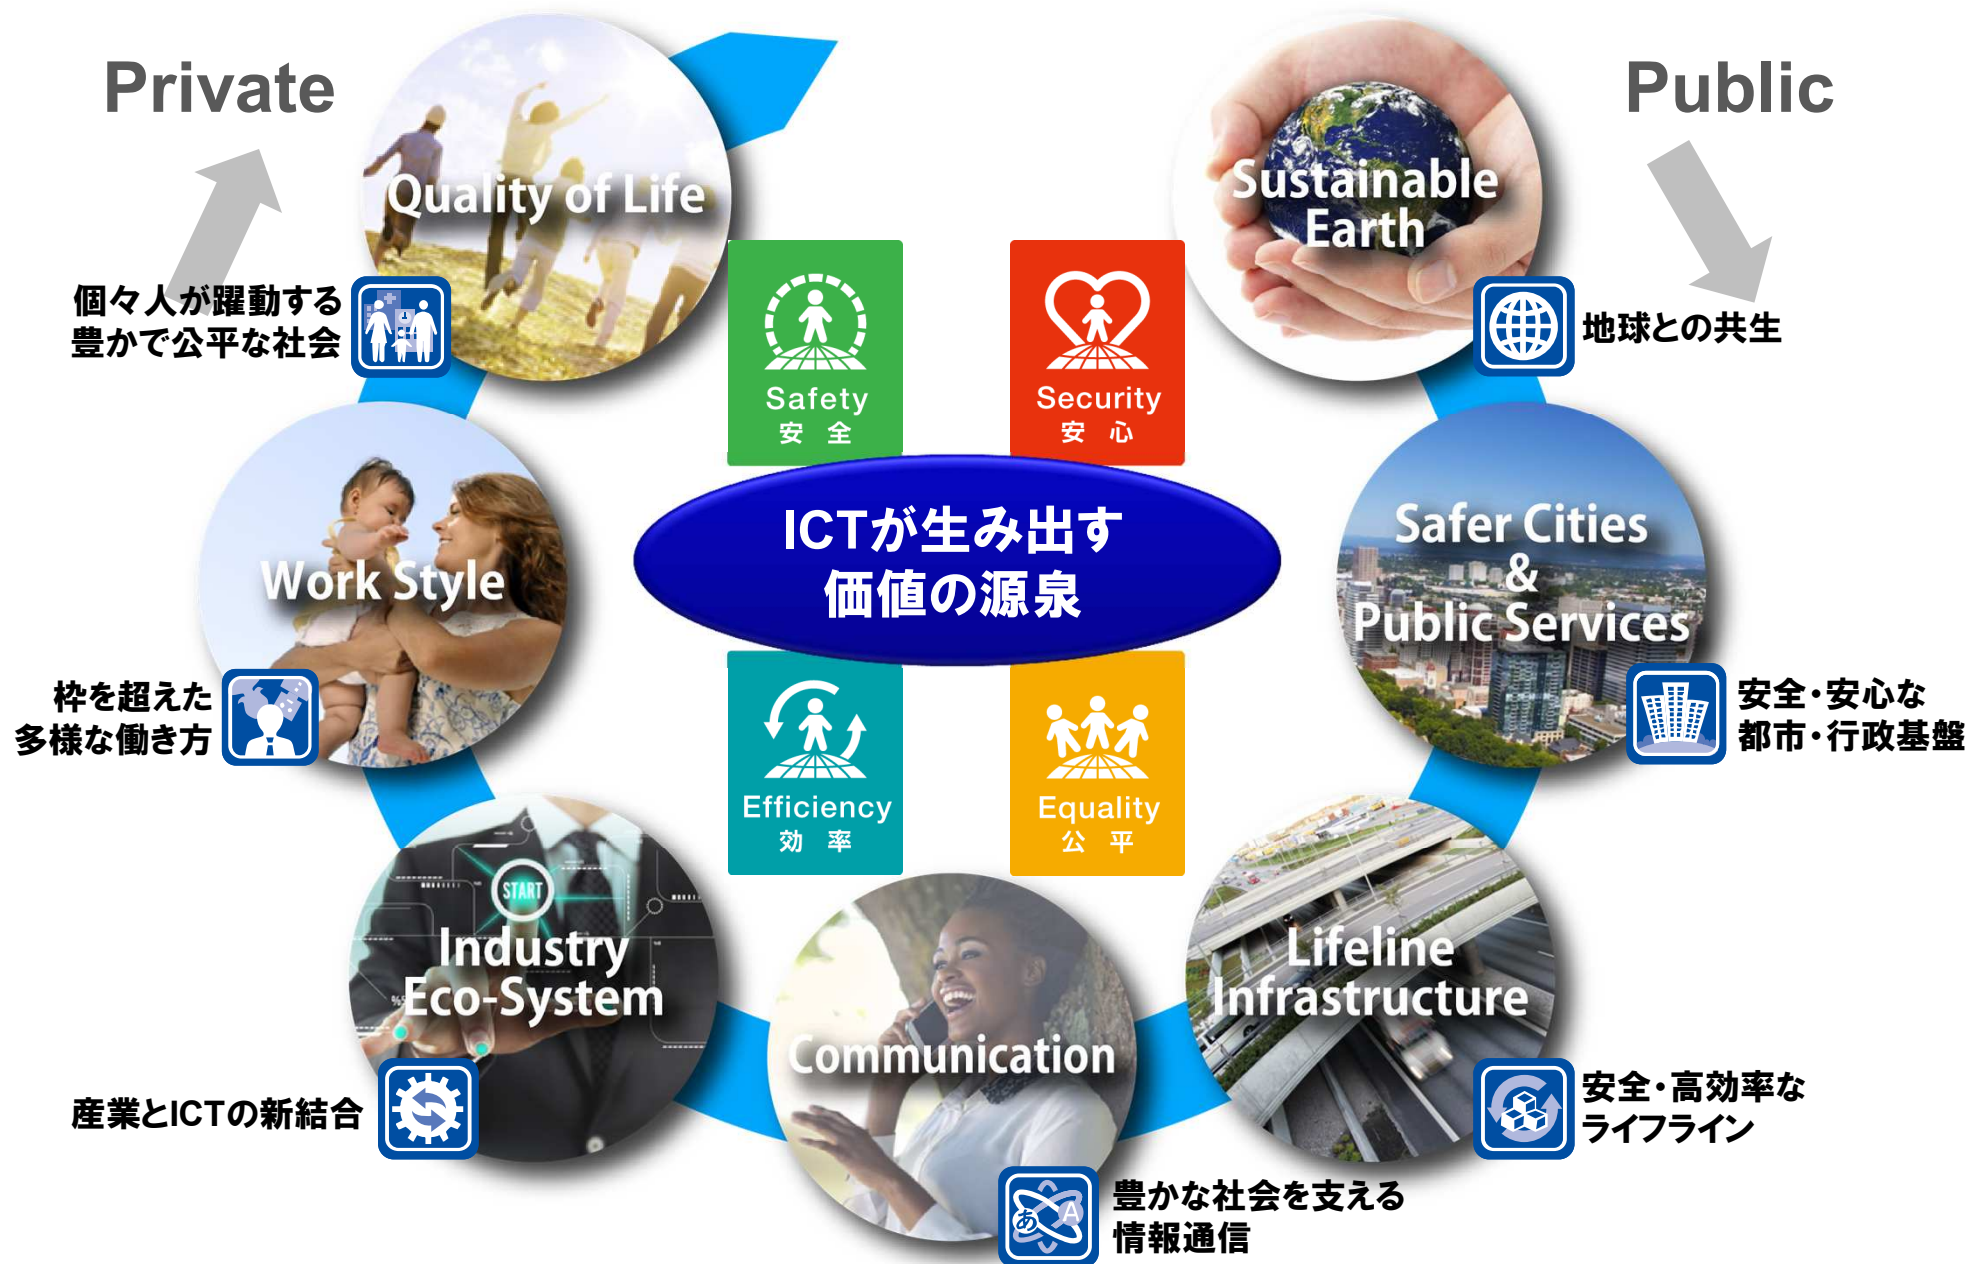 Private
Public
Quality of Life
個々人が躍動する
豊かで公平な社会
Sustainable
Earth
地球との共生
Safety
安全
Security
安心
ICTが生み出す
価値の源泉
Efficiency
効率
Equality
公平
Work Style
枠を超えた
多様な働き方
Safer Cities
&
Public Services
安全・安心な
都市・行政基盤
START
Industry
Eco-System
産業とICTの新結合
Communication
あ
A
豊かな社会を支える
情報通信
Lifeline
Infrastructure
安全・高効率な
ライフライン